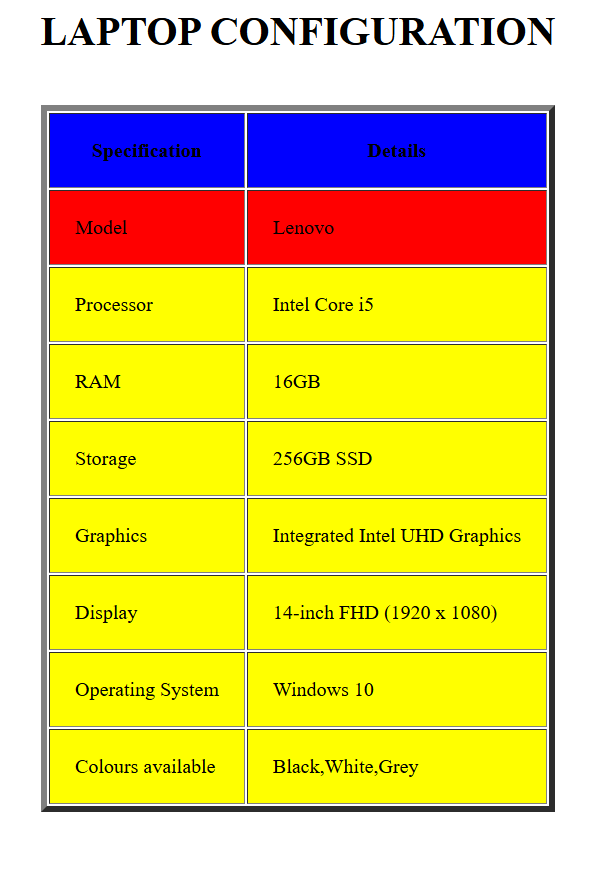 LAPTOP CONFIGURATION
Specification Details
Model Lenovo
Processor Intel Core i5
RAM 16GB
Storage 256GB SSD
Graphics Integrated Intel UHD Graphics
Display 14-inch FHD (1920 x 1080)
Operating System Windows 10
Colours available Black,White,Grey